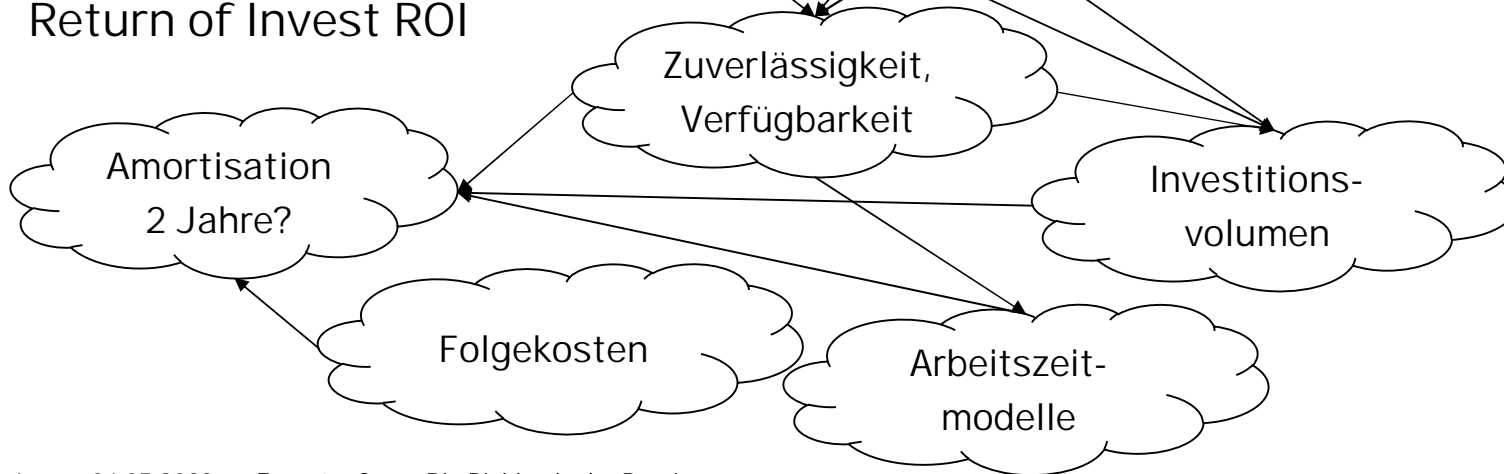 Return of Invest ROI
Zuverlässigkeit,
Verfügbarkeit
Amortisation
2 Jahre?
Investitions-
volumen
Folgekosten
Arbeitszeit-
modelle